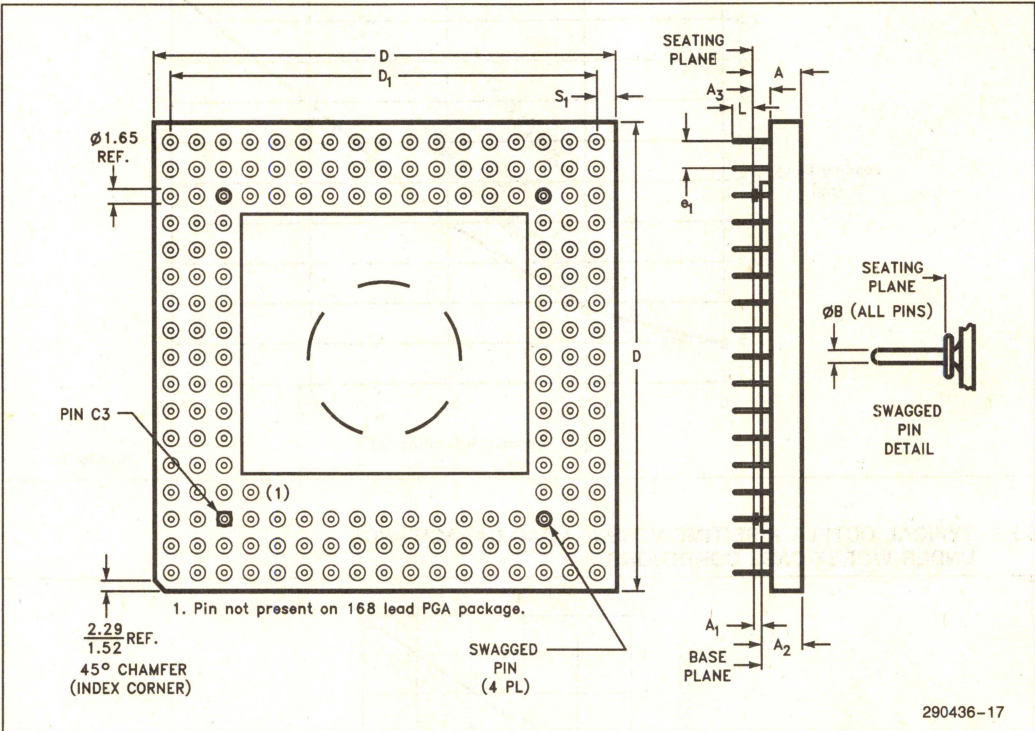 D
D₁
S₁
Ø1.65
REF.
SEATING
PLANE
A
A₃
L
e₁
SEATING
PLANE
ØB (ALL PINS)
SWAGGED
PIN
DETAIL
D
PIN C3
(1)
1. Pin not present on 168 lead PGA package.
2.29
1.52
REF.
45° CHAMFER
(INDEX CORNER)
SWAGGED
PIN
(4 PL)
A₁
A₂
BASE
PLANE
290436-17